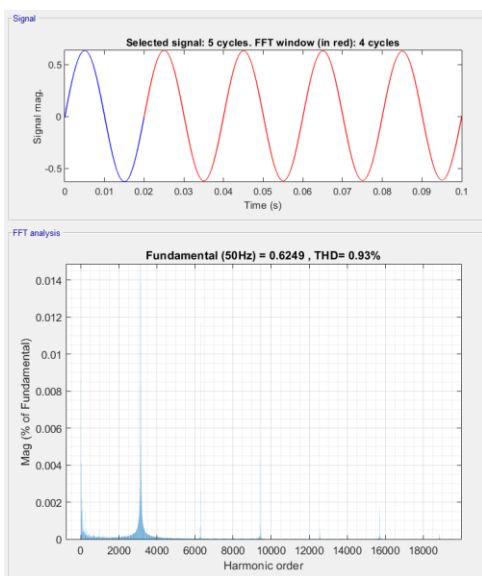 Signal
Selected signal: 5 cycles. FFT window (in red): 4 cycles
0.5
0
-0.5
Signal mag.
0 0.01 0.02 0.03 0.04 0.05 0.06 0.07 0.08 0.09 0.1
Time (s)
FFT analysis
Fundamental (50Hz) = 0.6249 , THD= 0.93%
0.014
0.012
0.01
0.008
0.006
0.004
0.002
0
Mag (% of Fundamental)
0 2000 4000 6000 8000 10000 12000 14000 16000 18000
Harmonic order